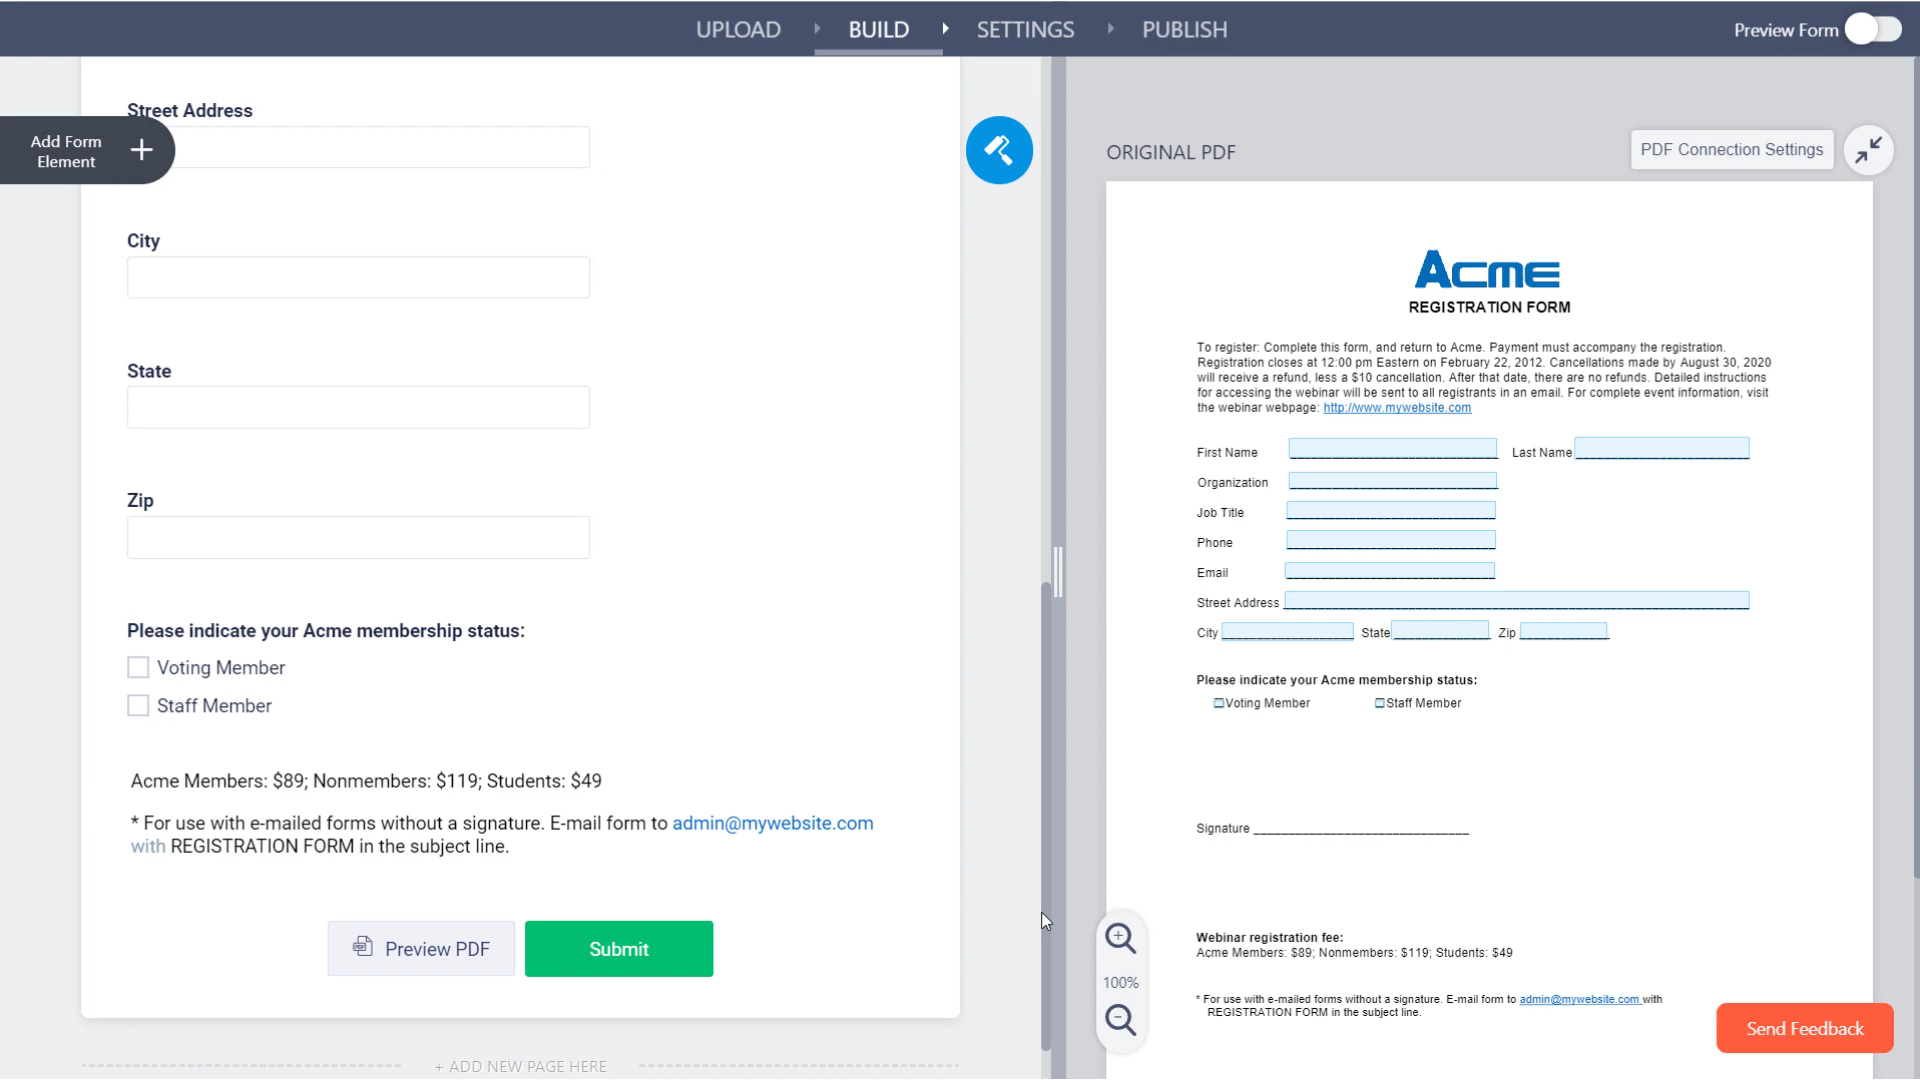 UPLOAD BUILD SETTINGS PUBLISH
Preview Form
Add Form
Element
Street Address
City
State
Zip
Please indicate your Acme membership status:
Voting Member
Staff Member
Acme Members: $89; Nonmembers: $119; Students: $49
* For use with e-mailed forms without a signature. E-mail form to admin@mywebsite.com
with REGISTRATION FORM in the subject line.
Preview PDF
Submit
+ ADD NEW PAGE HERE
ORIGINAL PDF
PDF Connection Settings
ACME
REGISTRATION FORM
To register: Complete this form, and return to Acme. Payment must accompany the registration.
Registration closes at 12:00 pm Eastern on February 22, 2012. Cancellations made by August 30, 2020
will receive a refund, less a $10 cancellation. After that date, there are no refunds. Detailed instructions
for accessing the webinar will be sent to all registrants in an email. For complete event information, visit
the webinar webpage: http://www.mywebsite.com
First Name Last Name
Organization
Job Title
Phone
Email
Street Address
City State Zip
Please indicate your Acme membership status:
Voting Member Staff Member
Signature
Webinar registration fee:
Acme Members: $89; Nonmembers: $119; Students: $49
* For use with e-mailed forms without a signature. E-mail form to admin@mywebsite.com with
REGISTRATION FORM in the subject line.
100%
Send Feedback